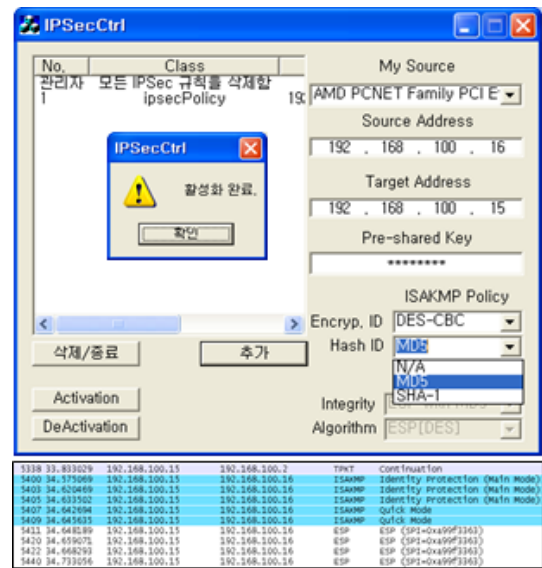 IPSecCtrl
No. Class
관리자 모든 IPSec 규칙을 삭제합
1 ipsecPolicy 192
IPSecCtrl
활성화 완료.
확인
삭제/종료 추가
Activation
DeActivation
My Source
AMD PCNET Family PCI E
Source Address
192 . 168 . 100 . 16
Target Address
192 . 168 . 100 . 15
Pre-shared Key
********
ISAKMP Policy
Encryp. ID DES-CBC
Hash ID MD5
N/A
MD5
SHA-1
Integrity
Algorithm ESP[DES]
5338 33.833029 192.168.100.15 192.168.100.2 TPKT Continuation
5400 34.575069 192.168.100.15 192.168.100.16 ISAKMP Identity Protection (Main Mode)
5403 34.620469 192.168.100.15 192.168.100.16 ISAKMP Identity Protection (Main Mode)
5405 34.633502 192.168.100.15 192.168.100.16 ISAKMP Identity Protection (Main Mode)
5407 34.642694 192.168.100.15 192.168.100.16 ISAKMP Quick Mode
5409 34.645635 192.168.100.15 192.168.100.16 ISAKMP Quick Mode
5411 34.648189 192.168.100.15 192.168.100.16 ESP ESP (SPI=0xa99f3363)
5420 34.659071 192.168.100.15 192.168.100.16 ESP ESP (SPI=0xa99f3363)
5422 34.668293 192.168.100.15 192.168.100.16 ESP ESP (SPI=0xa99f3363)
5440 34.733056 192.168.100.15 192.168.100.16 ESP ESP (SPI=0xa99f3363)